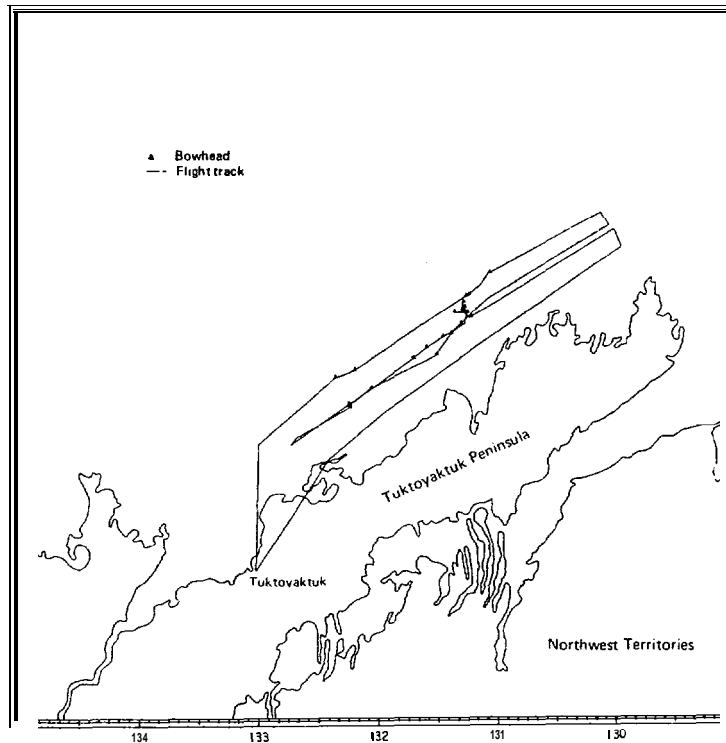 Bowhead
Flight track
Tuktoyaktuk Peninsula
Tuktoyaktuk
Northwest Territories
134
133
132
131
130